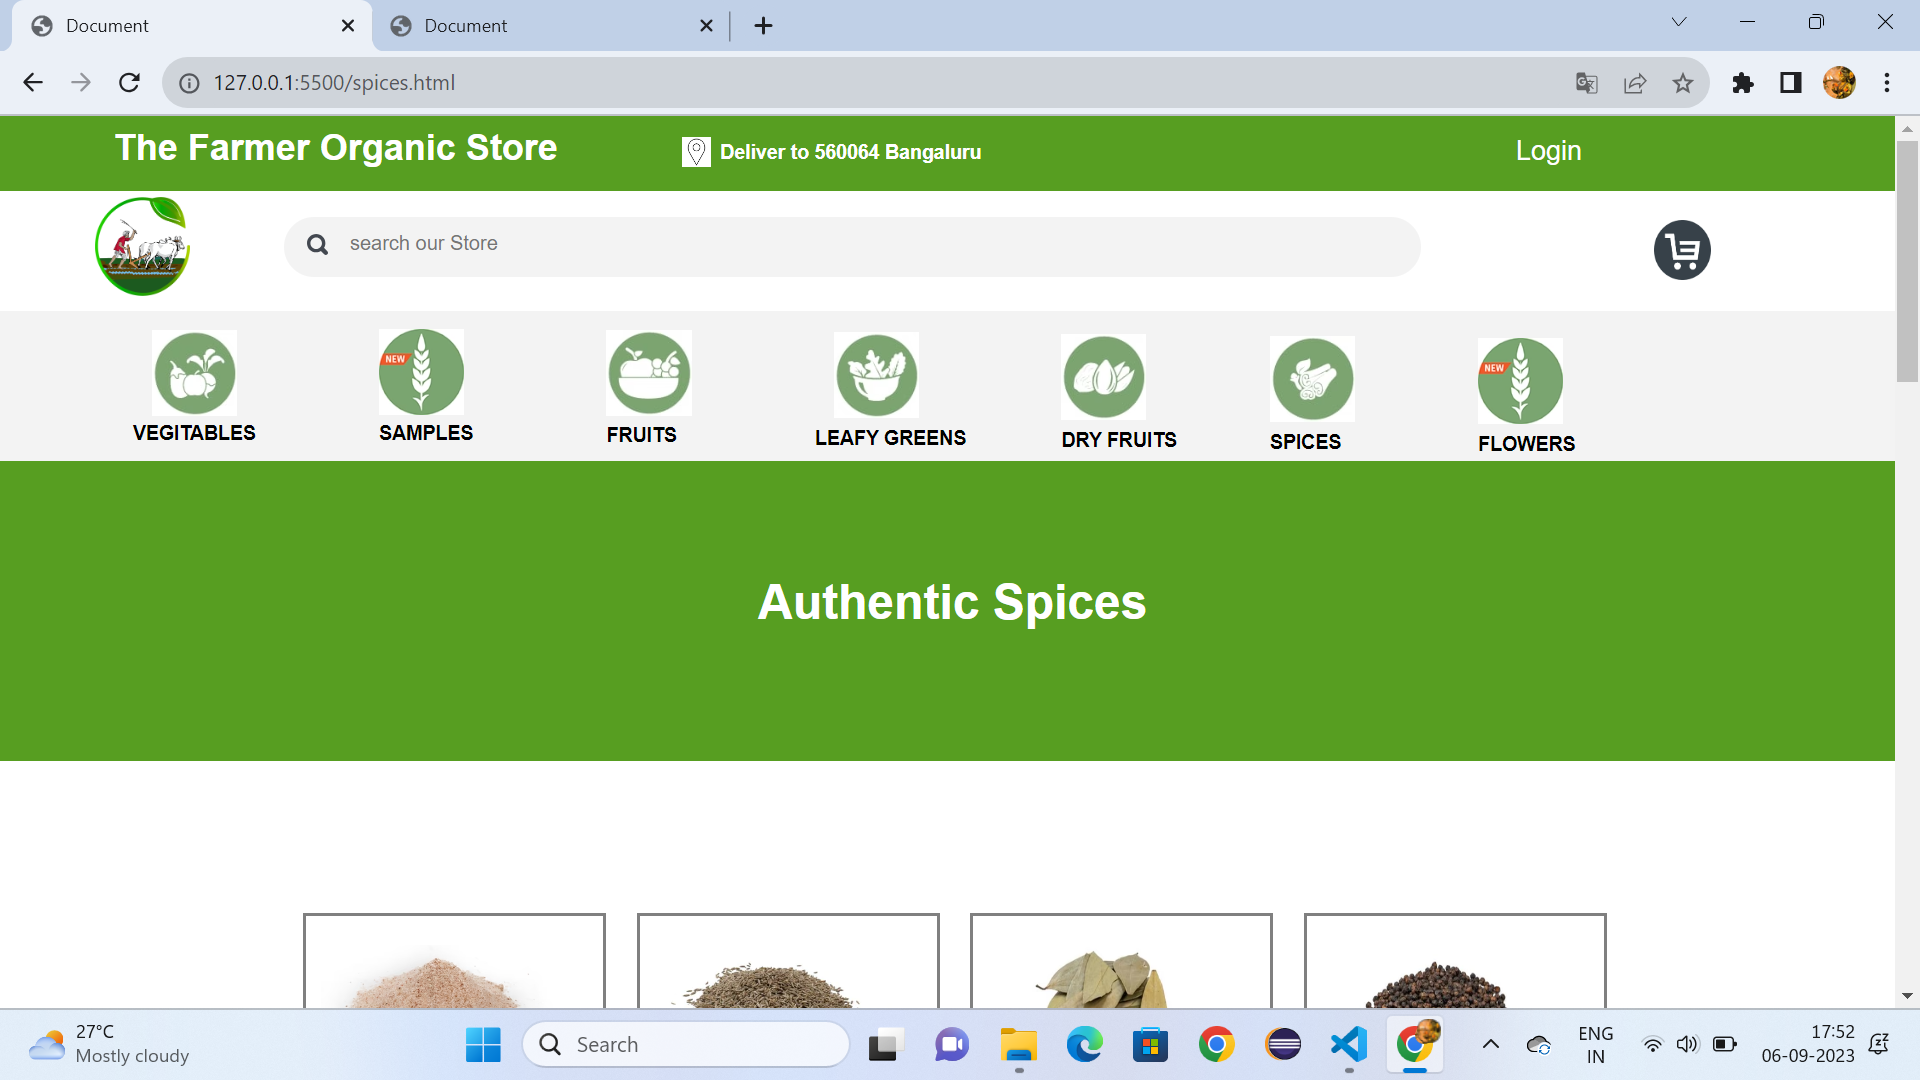 Document
Document
127.0.0.1:5500/spices.html
The Farmer Organic Store
Deliver to 560064 Bangaluru
Login
search our Store
NEW
NEW
VEGITABLES
SAMPLES
FRUITS
LEAFY GREENS
DRY FRUITS
SPICES
FLOWERS
Authentic Spices
27°C
Mostly cloudy
Search
ENG
IN
17:52
06-09-2023